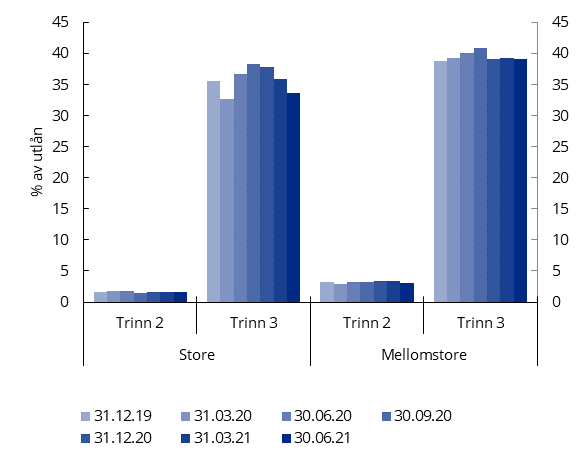 45 45
40 40
35 35
30 30
25 25
20 20
15 15
10 10
5 5
0 0
% av utlån
Trinn 2 Trinn 3 Trinn 2 Trinn 3
Store Mellomstore
31.12.19 31.03.20 30.06.20 30.09.20
31.12.20 31.03.21 30.06.21